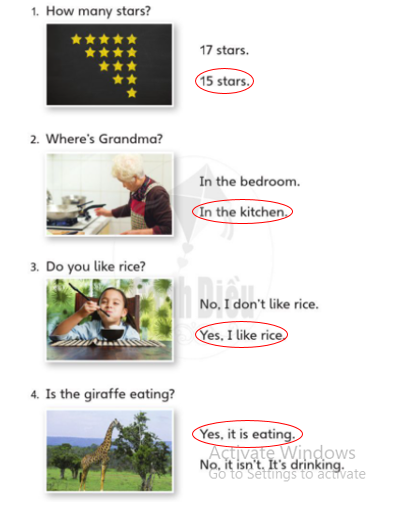 1. How many stars?
17 stars.
15 stars.
2. Where's Grandma?
In the bedroom.
In the kitchen.
3. Do you like rice?
No, I don't like rice.
Yes, I like rice.
4. Is the giraffe eating?
Yes, it is eating.
Activate Windows
No, it isn't. It's drinking.
Go to Settings to activate